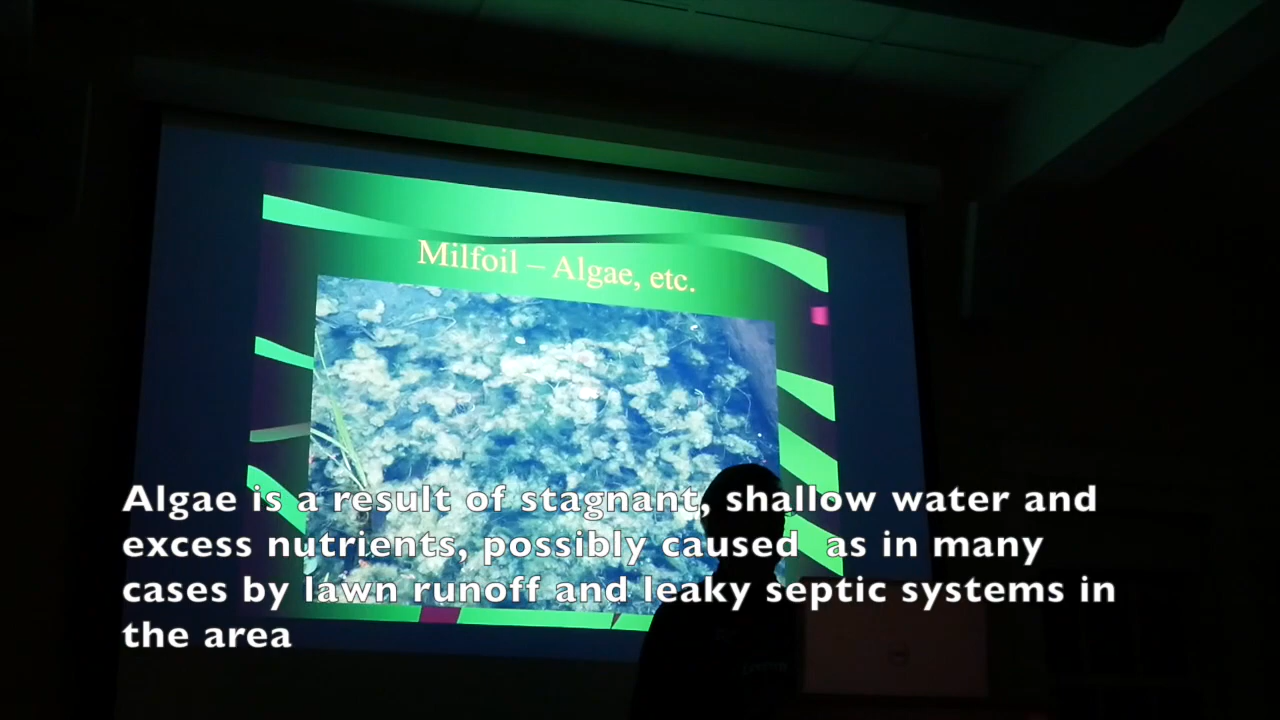 Milfoil – Algae, etc.
Algae is a result of stagnant, shallow water and
excess nutrients, possibly caused  as in many
cases by lawn runoff and leaky septic systems in
the area